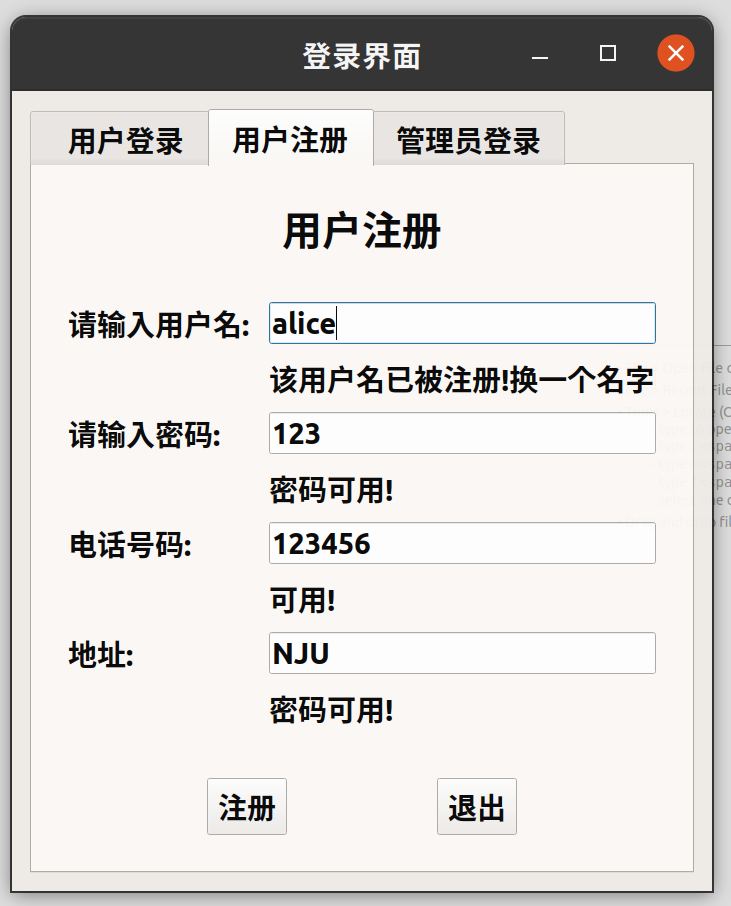 登录界面
用户登录 用户注册 管理员登录
用户注册
请输入用户名: alice
该用户名已被注册!换一个名字
请输入密码: 123
密码可用!
电话号码: 123456
可用!
地址: NJU
密码可用!
注册 退出